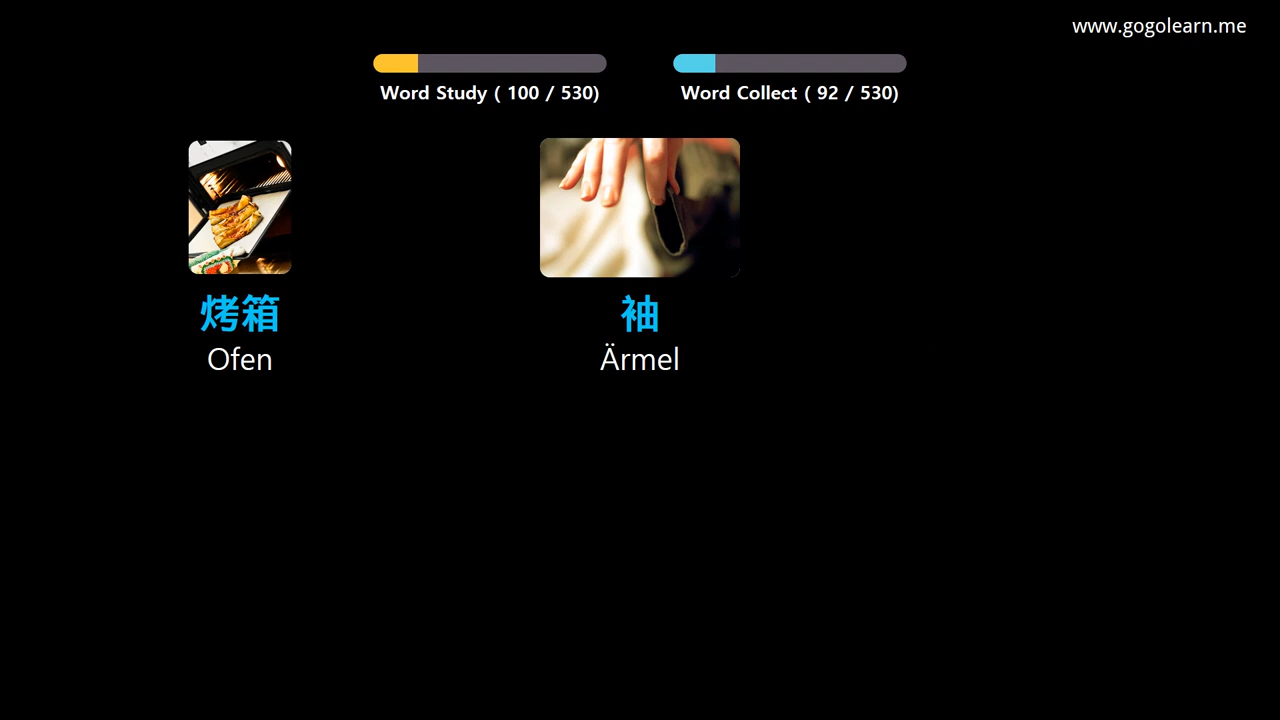 www.gogolearn.me
Word Study ( 100 / 530)
Word Collect ( 92 / 530)
烤箱
Ofen
袖
Ärmel